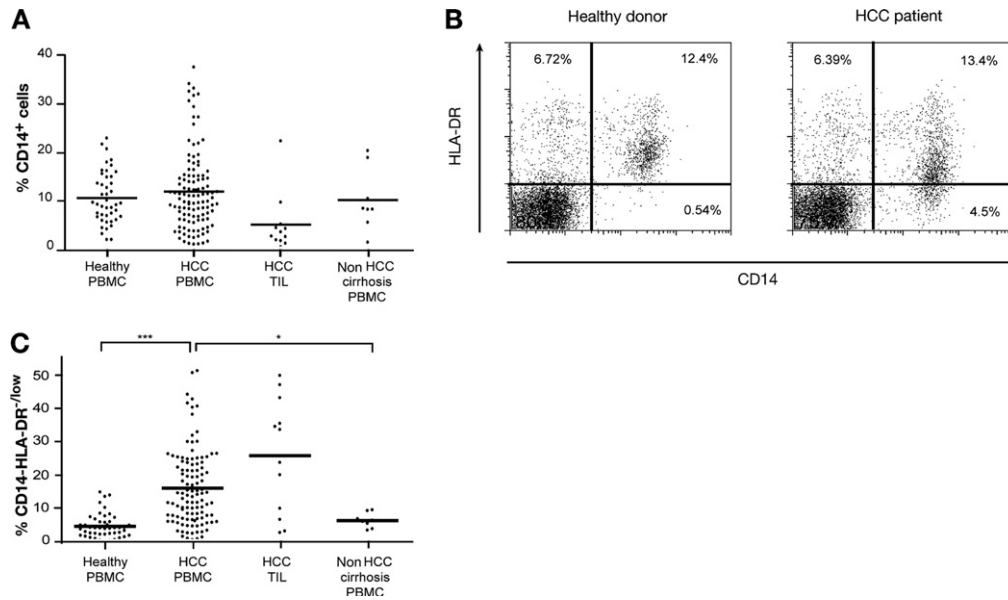 A
% CD14+ cells
40
30
20
10
0
Healthy
PBMC
HCC
PBMC
HCC
TIL
Non HCC
cirrhosis
PBMC
B
Healthy donor
HCC patient
HLA-DR
6.72%
12.4%
0.54%
6.39%
13.4%
4.5%
CD14
C
***
*
% CD14-HLA-DR-/low
50
40
30
20
10
0
Healthy
PBMC
HCC
PBMC
HCC
TIL
Non HCC
cirrhosis
PBMC